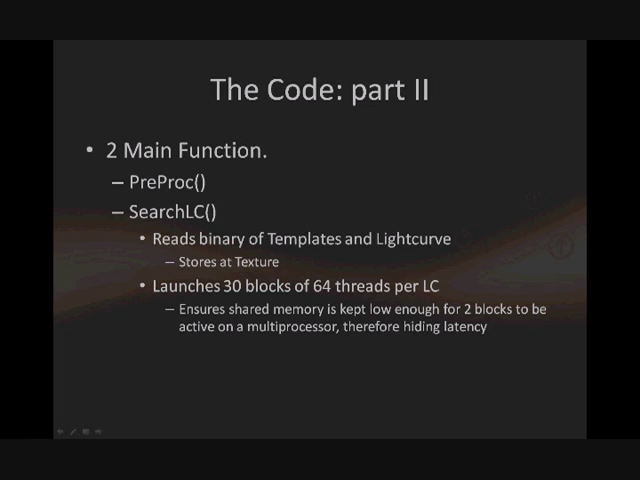 The Code: part II
• 2 Main Function.
– PreProc()
– SearchLC()
• Reads binary of Templates and Lightcurve
– Stores at Texture
• Launches 30 blocks of 64 threads per LC
– Ensures shared memory is kept low enough for 2 blocks to be
active on a multiprocessor, therefore hiding latency